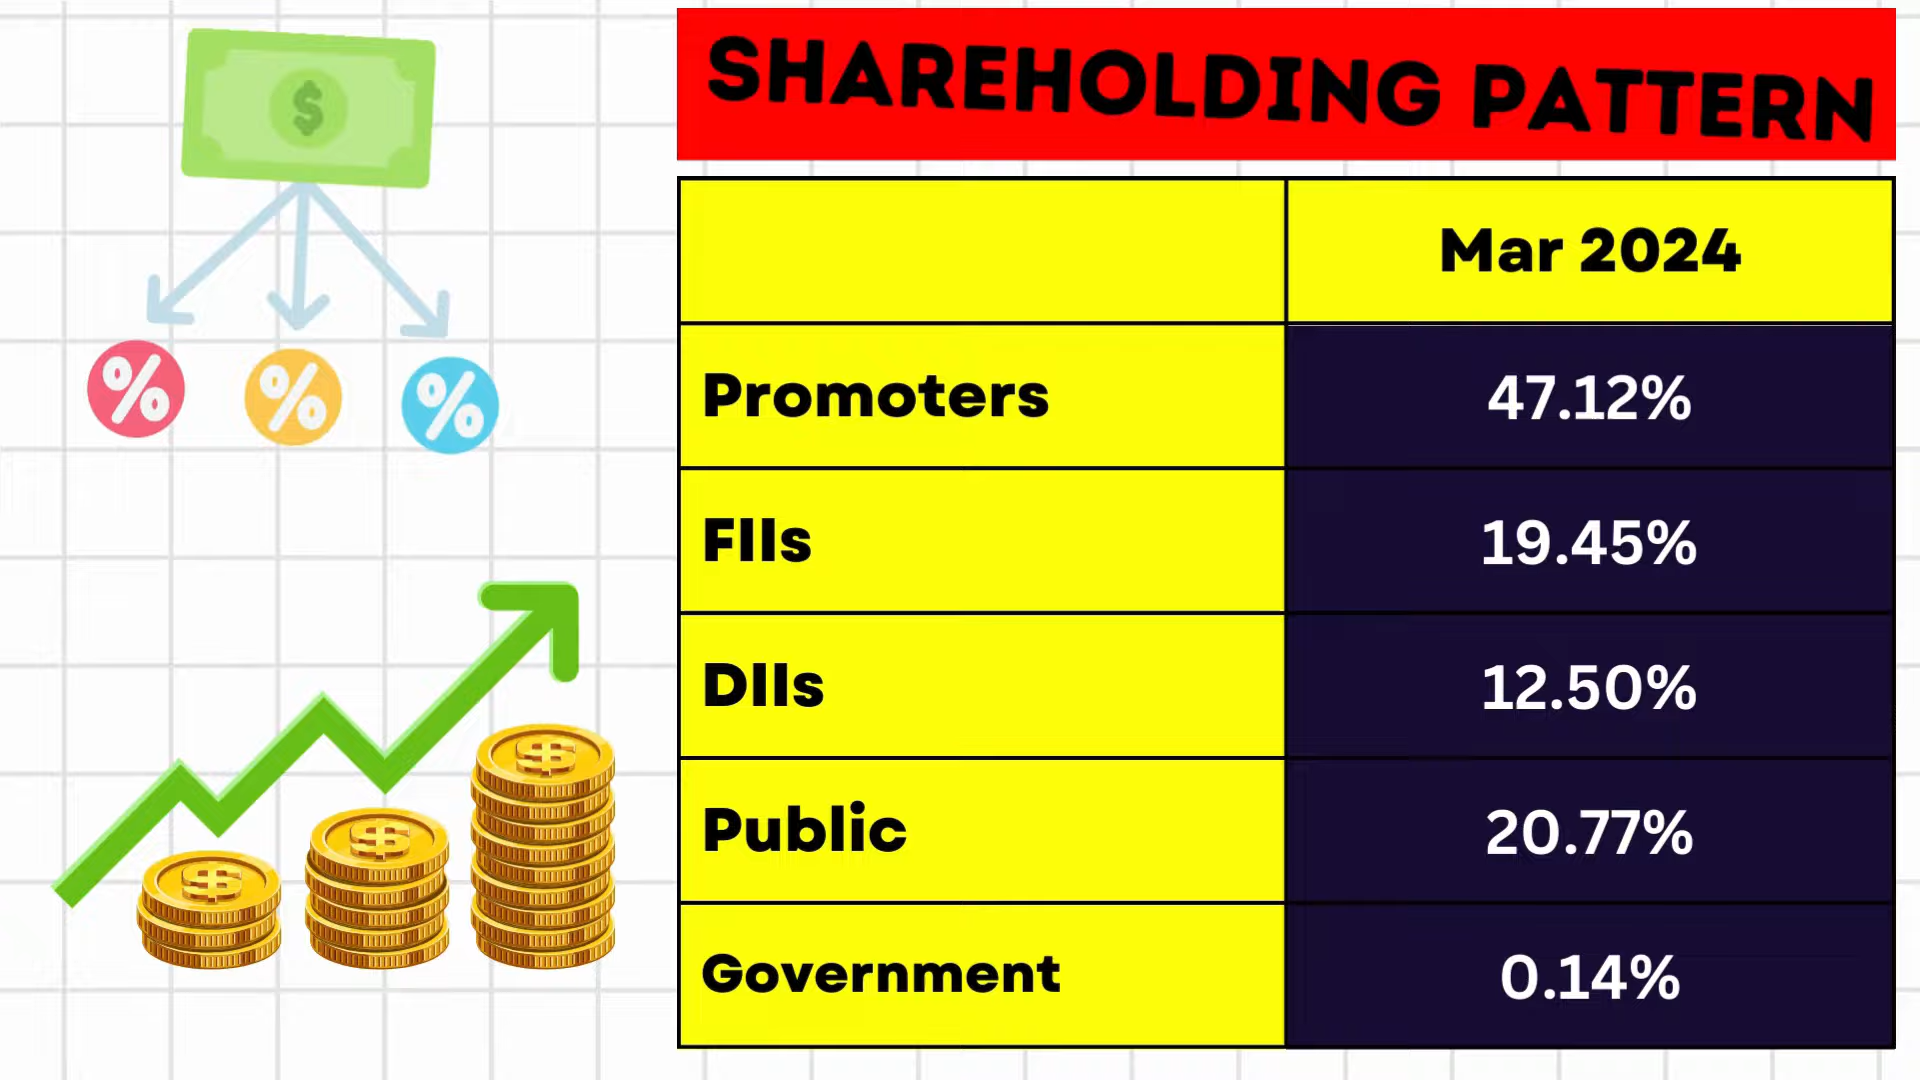 SHAREHOLDING PATTERN
Mar 2024
Promoters 47.12%
FIIs 19.45%
DIIs 12.50%
Public 20.77%
Government 0.14%
$
% % %
$ $ $